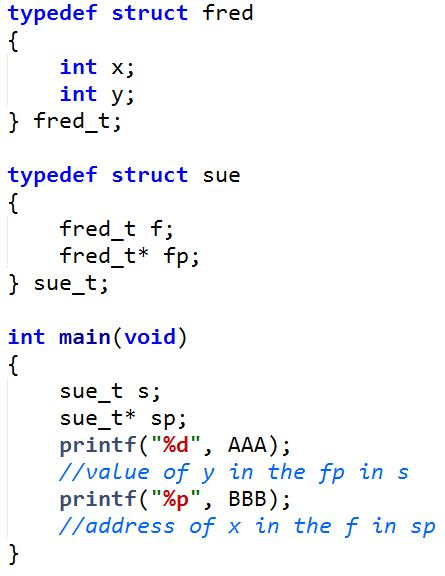 typedef struct fred
{
int x;
int y;
} fred_t;
typedef struct sue
{
fred_t f;
fred_t* fp;
} sue_t;
int main(void)
{
sue_t s;
sue_t* sp;
printf("%d", AAA);
//value of y in the fp in s
printf("%p", BBB);
//address of x in the f in sp
}